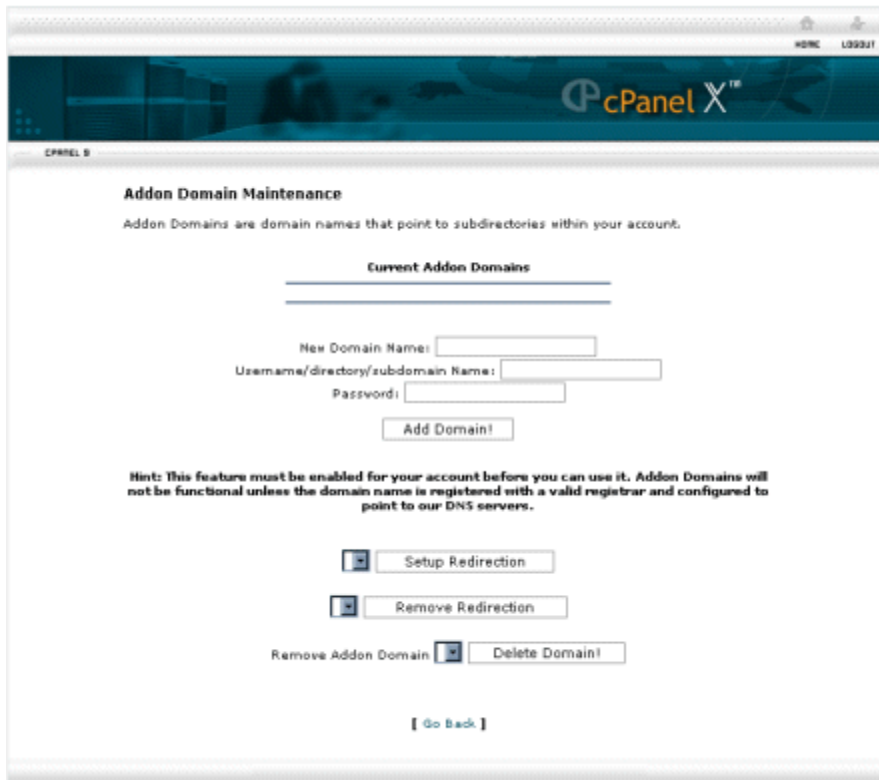 HOME LOGOUT
cPanel X™
CPANEL 9
Addon Domain Maintenance
Addon Domains are domain names that point to subdirectories within your account.
Current Addon Domains
New Domain Name:
Username/directory/subdomain Name:
Password:
Add Domain!
Hint: This feature must be enabled for your account before you can use it. Addon Domains will
not be functional unless the domain name is registered with a valid registrar and configured to
point to our DNS servers.
Setup Redirection
Remove Redirection
Remove Addon Domain Delete Domain!
[ Go Back ]